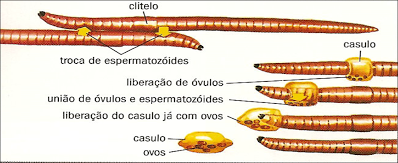 clitelo
troca de espermatozóides
casulo
liberação de óvulos
união de óvulos e espermatozóides
liberação do casulo já com ovos
casulo
ovos